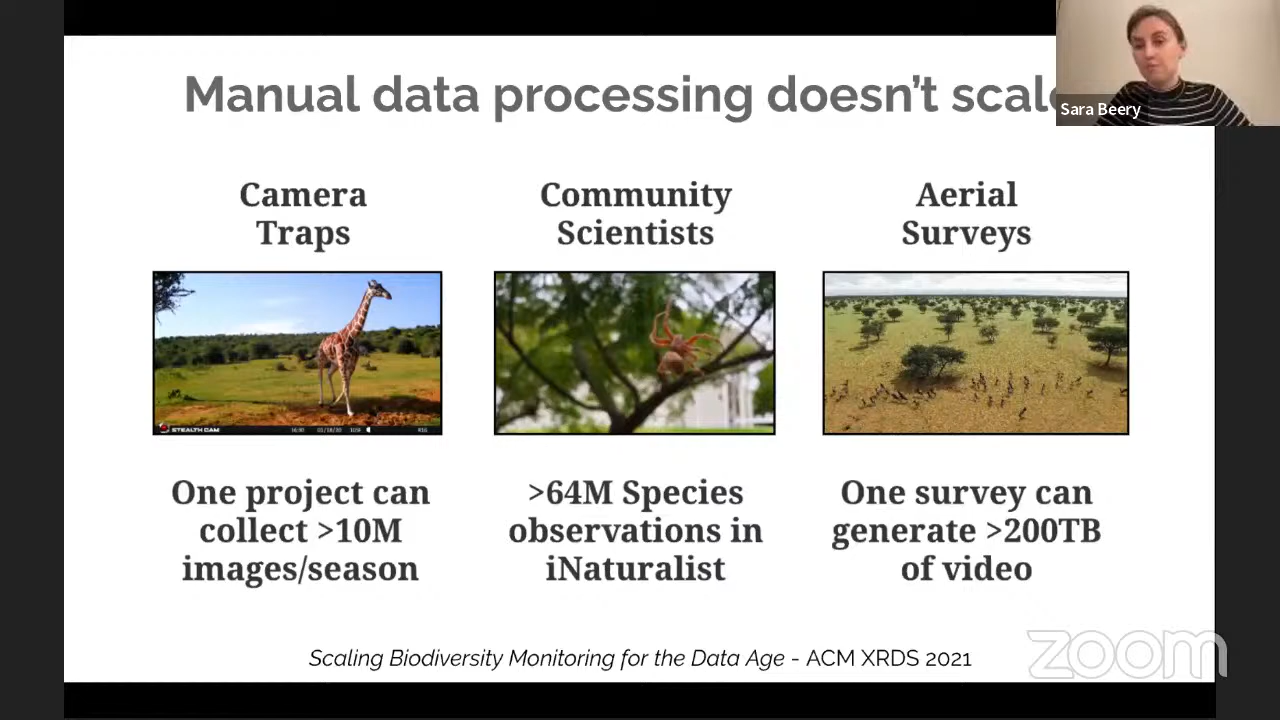 Manual data processing doesn't scale
Sara Beery
Camera
Traps
Community
Scientists
Aerial
Surveys
STEALTH CAM
One project can
collect >10M
images/season
>64M Species
observations in
iNaturalist
One survey can
generate >200TB
of video
Scaling Biodiversity Monitoring for the Data Age - ACM XRDS 2021
zoom